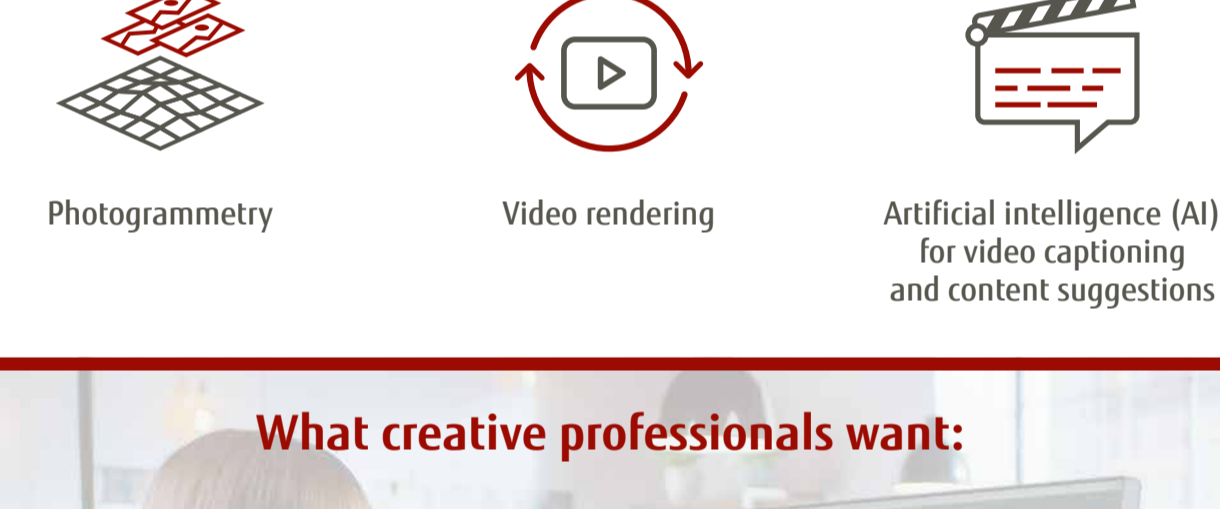 Photogrammetry
Video rendering
Artificial intelligence (AI)
for video captioning
and content suggestions
What creative professionals want: